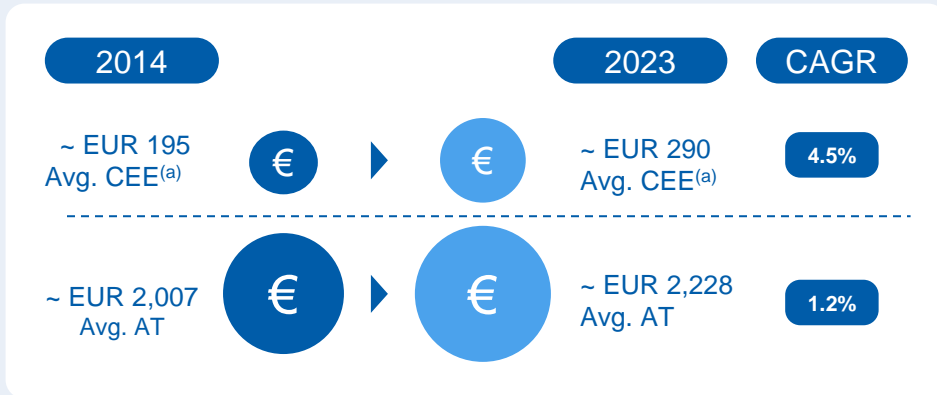 2014
2023
CAGR
~ EUR 195
Avg. CEE(a)
€
€
~ EUR 290
Avg. CEE(a)
4.5%
~ EUR 2,007
Avg. AT
€
€
~ EUR 2,228
Avg. AT
1.2%